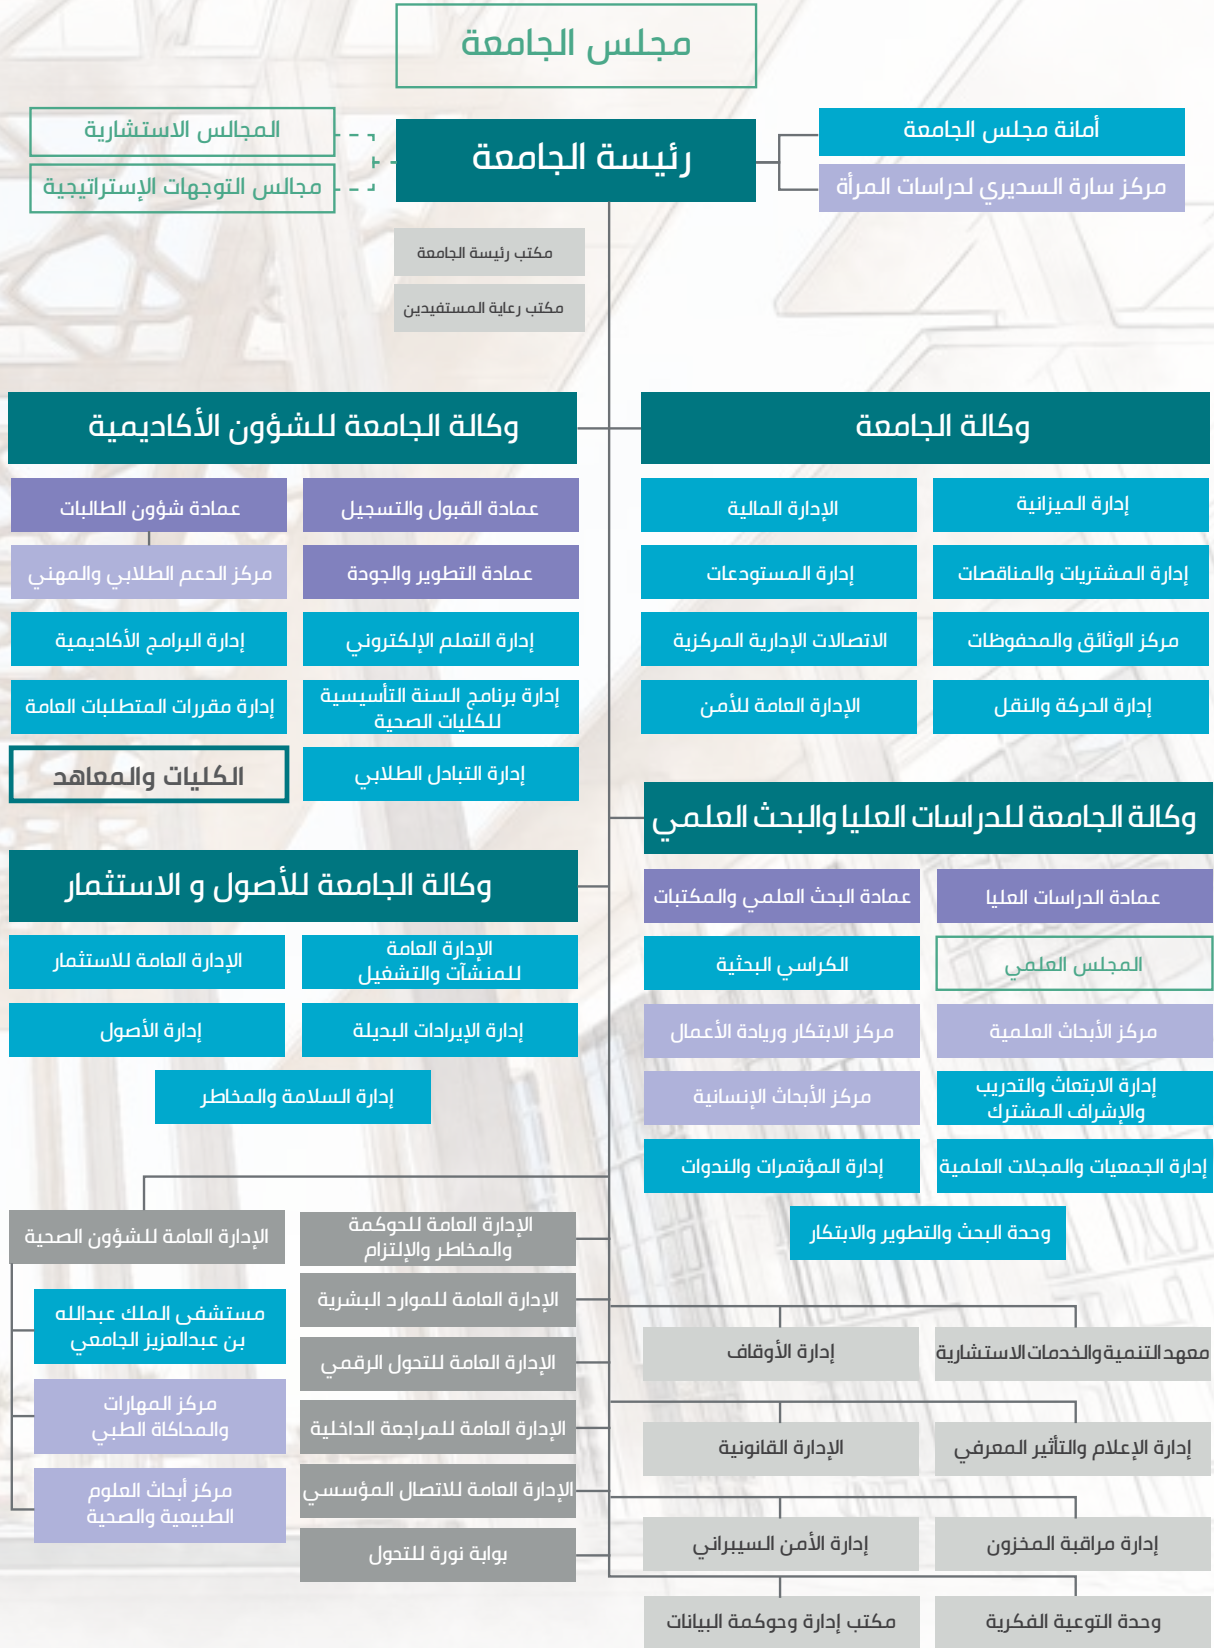 مجلس الجامعة
رئيسة الجامعة
أمانة مجلس الجامعة
مركز سارة السديري لدراسات المرأة
المجالس الاستشارية
مجالس التوجهات الإستراتيجية
مكتب رئيسة الجامعة
مكتب رعاية المستفيدين
وكالة الجامعة
إدارة الميزانية
الإدارة المالية
إدارة المشتريات والمناقصات
إدارة المستودعات
مركز الوثائق والمحفوظات
الاتصالات الإدارية المركزية
إدارة الحركة والنقل
الإدارة العامة للأمن
وكالة الجامعة للشؤون الأكاديمية
عمادة القبول والتسجيل
عمادة شؤون الطالبات
عمادة التطوير والجودة
مركز الدعم الطلابي والمهني
إدارة التعلم الإلكتروني
إدارة البرامج الأكاديمية
إدارة برنامج السنة التأسيسية
للكليات الصحية
إدارة مقررات المتطلبات العامة
إدارة التبادل الطلابي
الكليات والمعاهد
وكالة الجامعة للدراسات العليا والبحث العلمي
عمادة الدراسات العليا
عمادة البحث العلمي والمكتبات
المجلس العلمي
الكراسي البحثية
مركز الأبحاث العلمية
مركز الابتكار وريادة الأعمال
إدارة الابتعاث والتدريب
والإشراف المشترك
مركز الأبحاث الإنسانية
إدارة الجمعيات والمجلات العلمية
إدارة المؤتمرات والندوات
وحدة البحث والتطوير والابتكار
وكالة الجامعة للأصول و الاستثمار
الإدارة العامة
للمنشآت والتشغيل
الإدارة العامة للاستثمار
إدارة الإيرادات البديلة
إدارة الأصول
إدارة السلامة والمخاطر
الإدارة العامة للحوكمة
والمخاطر والإلتزام
الإدارة العامة للموارد البشرية
الإدارة العامة للتحول الرقمي
الإدارة العامة للمراجعة الداخلية
الإدارة العامة للاتصال المؤسسي
بوابة نورة للتحول
الإدارة العامة للشؤون الصحية
مستشفى الملك عبدالله
بن عبدالعزيز الجامعي
مركز المهارات
والمحاكاة الطبي
مركز أبحاث العلوم
الطبيعية والصحية
معهد التنمية والخدمات الاستشارية
إدارة الأوقاف
إدارة الإعلام والتأثير المعرفي
الإدارة القانونية
إدارة مراقبة المخزون
إدارة الأمن السيبراني
وحدة التوعية الفكرية
مكتب إدارة وحوكمة البيانات